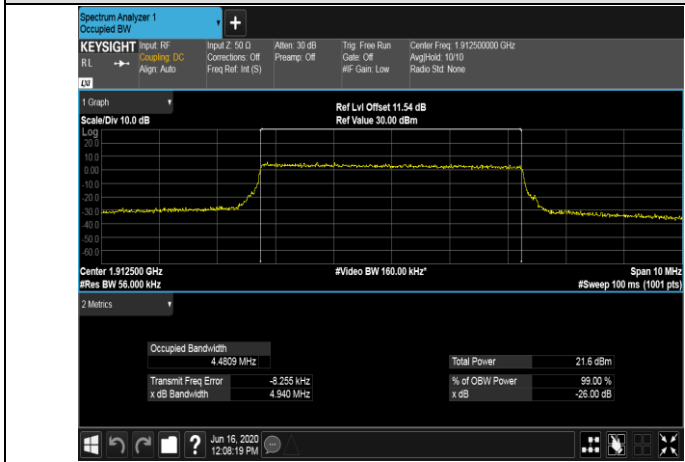 Spectrum Analyzer 1
Occupied BW
+
KEYSIGHT Input: RF Input Z: 50 Ω Atten: 30 dB Trig: Free Run Center Freq: 1.912500000 GHz
RL Coupling: DC Corrections: Off Preamp: Off Gate: Off Avg|Hold: 10/10
Align: Auto Freq Ref: Int (S) #IF Gain: Low Radio Std: None
LXI
1 Graph Ref Lvl Offset 11.54 dB
Scale/Div 10.0 dB Ref Value 30.00 dBm
Log
20.0
10.0
0.00
-10.0
-20.0
-30.0
-40.0
-50.0
-60.0
Center 1.912500 GHz #Video BW 160.00 kHz* Span 10 MHz
#Res BW 56.000 kHz #Sweep 100 ms (1001 pts)
2 Metrics
Occupied Bandwidth
4.4809 MHz Total Power 21.6 dBm
Transmit Freq Error -8.255 kHz % of OBW Power 99.00 %
x dB Bandwidth 4.940 MHz x dB -26.00 dB
? Jun 16, 2020
12:08:19 PM